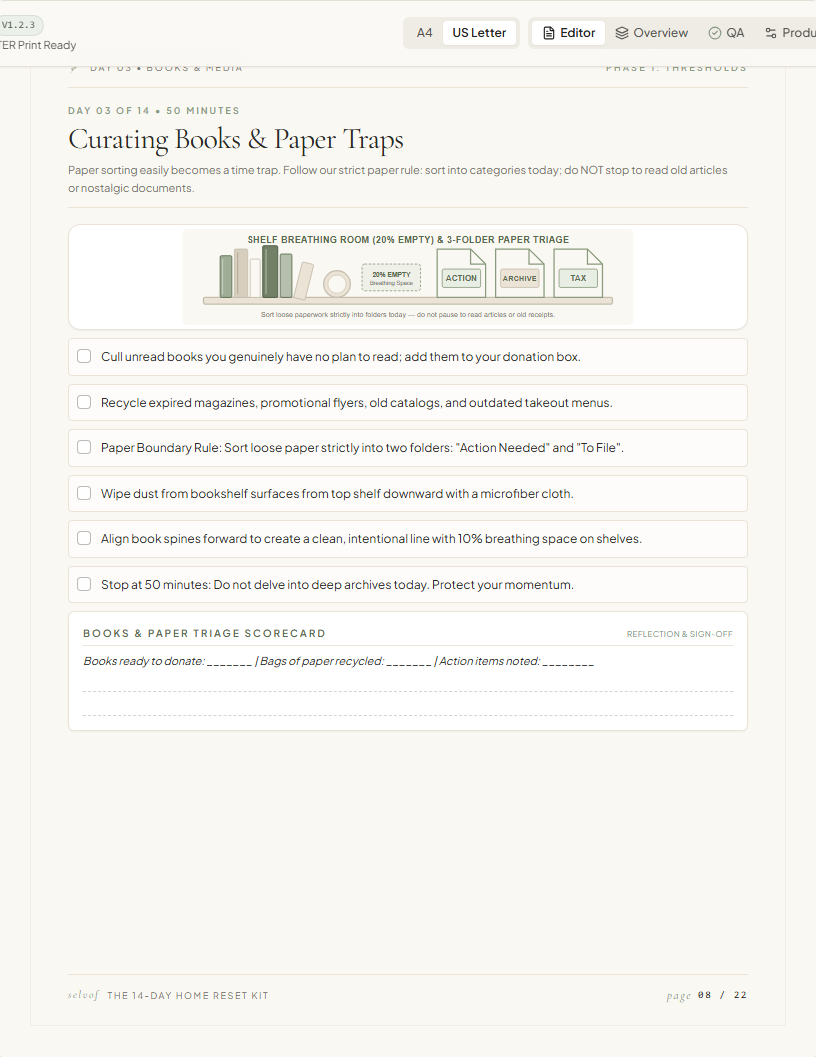 V1.2.3
TER Print Ready
A4 US Letter Editor Overview QA Produ
DAY 03 • BOOKS & MEDIA PHASE 1: THRESHOLDS
DAY 03 OF 14 • 50 MINUTES
Curating Books & Paper Traps
Paper sorting easily becomes a time trap. Follow our strict paper rule: sort into categories today; do NOT stop to read old articles
or nostalgic documents.
SHELF BREATHING ROOM (20% EMPTY) & 3-FOLDER PAPER TRIAGE
20% EMPTY
Breathing Space
ACTION
ARCHIVE
TAX
Sort loose paperwork strictly into folders today — do not pause to read articles or old receipts.
Cull unread books you genuinely have no plan to read; add them to your donation box.
Recycle expired magazines, promotional flyers, old catalogs, and outdated takeout menus.
Paper Boundary Rule: Sort loose paper strictly into two folders: "Action Needed" and "To File".
Wipe dust from bookshelf surfaces from top shelf downward with a microfiber cloth.
Align book spines forward to create a clean, intentional line with 10% breathing space on shelves.
Stop at 50 minutes: Do not delve into deep archives today. Protect your momentum.
BOOKS & PAPER TRIAGE SCORECARD REFLECTION & SIGN-OFF
Books ready to donate: _______ | Bags of paper recycled: _______ | Action items noted: ________
selvof THE 14-DAY HOME RESET KIT page 08 / 22